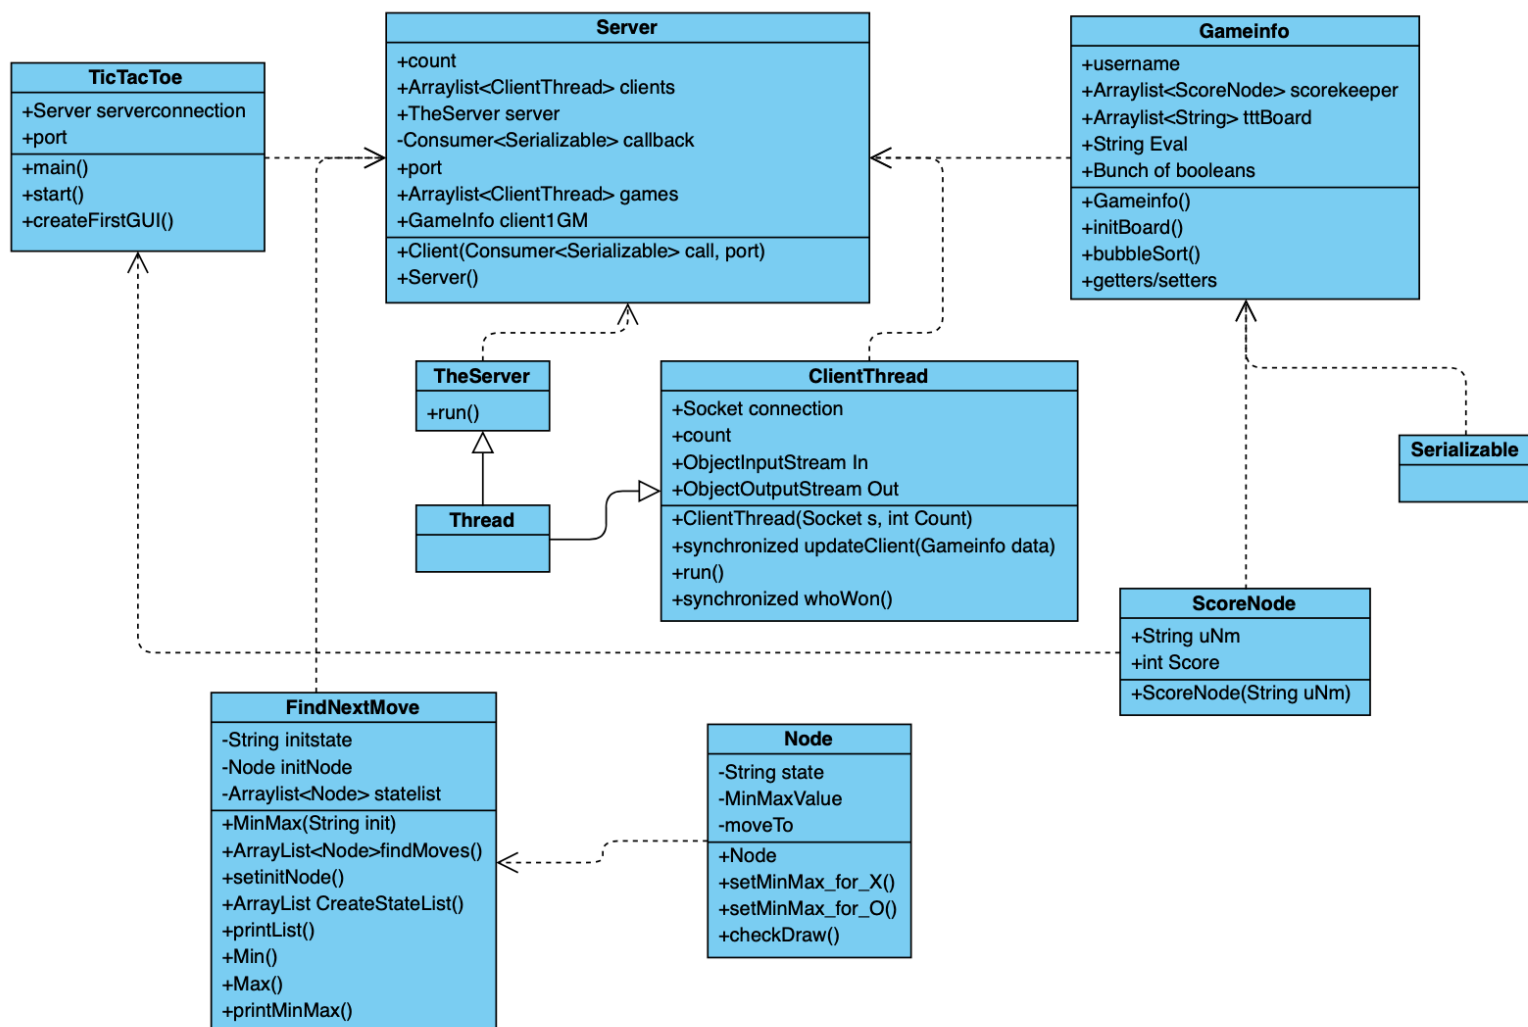 TicTacToe
+Server serverconnection
+port
+main()
+start()
+createFirstGUI()
Server
+count
+Arraylist<ClientThread> clients
+TheServer server
-Consumer<Serializable> callback
+port
+Arraylist<ClientThread> games
+GameInfo client1GM
+Client(Consumer<Serializable> call, port)
+Server()
Gameinfo
+username
+Arraylist<ScoreNode> scorekeeper
+Arraylist<String> tttBoard
+String Eval
+Bunch of booleans
+Gameinfo()
+initBoard()
+bubbleSort()
+getters/setters
TheServer
+run()
Thread
ClientThread
+Socket connection
+count
+ObjectInputStream In
+ObjectOutputStream Out
+ClientThread(Socket s, int Count)
+synchronized updateClient(Gameinfo data)
+run()
+synchronized whoWon()
Serializable
ScoreNode
+String uNm
+int Score
+ScoreNode(String uNm)
FindNextMove
-String initstate
-Node initNode
-Arraylist<Node> statelist
+MinMax(String init)
+ArrayList<Node>findMoves()
+setinitNode()
+ArrayList CreateStateList()
+printList()
+Min()
+Max()
+printMinMax()
Node
-String state
-MinMaxValue
-moveTo
+Node
+setMinMax_for_X()
+setMinMax_for_O()
+checkDraw()